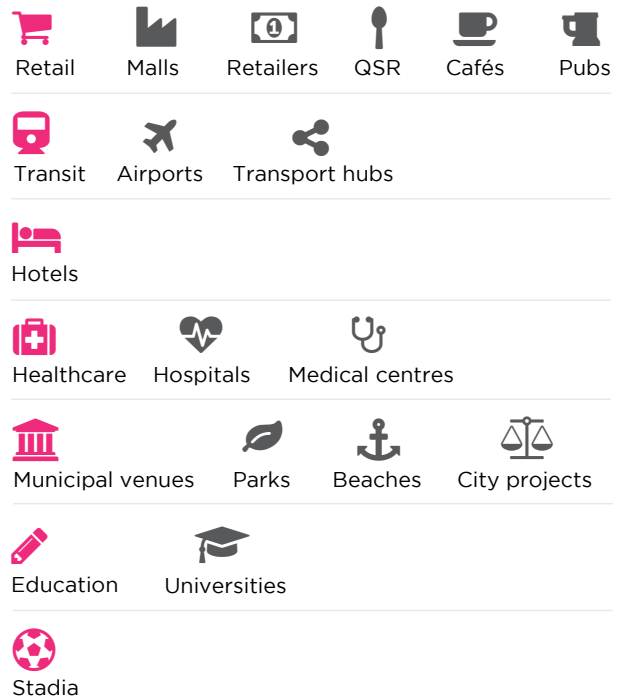 Retail Malls Retailers QSR Cafés Pubs
Transit Airports Transport hubs
Hotels
Healthcare Hospitals Medical centres
Municipal venues Parks Beaches City projects
Education Universities
Stadia